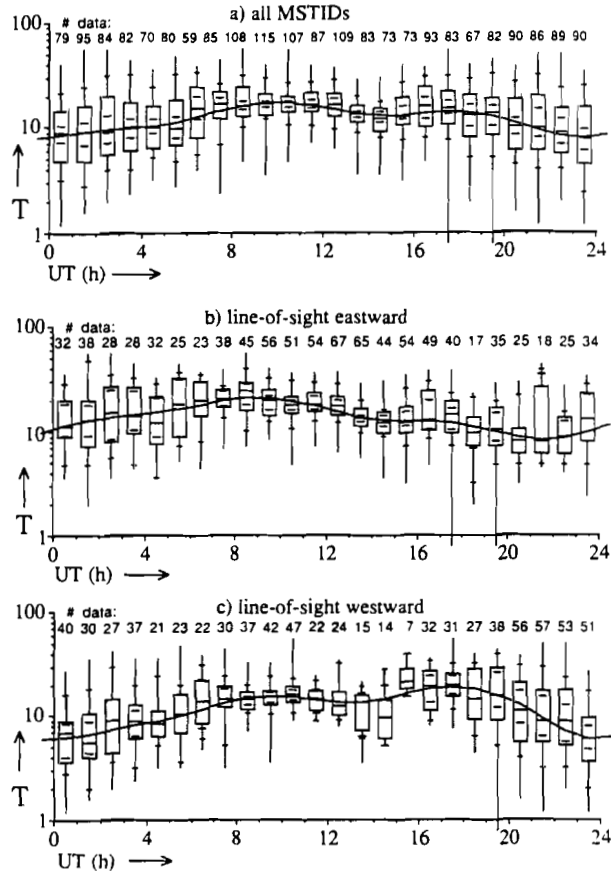 a) all MSTIDs
# data:
79 95 84 82 70 80 59 85 108 115 107 87 109 83 73 73 93 83 67 82 90 86 89 90
100
10
1
T
0 4 8 12 16 20 24
UT (h)
b) line-of-sight eastward
# data:
32 38 28 28 32 25 23 38 45 56 51 54 67 65 44 54 49 40 17 35 25 18 25 34
100
10
1
T
0 4 8 12 16 20 24
UT (h)
c) line-of-sight westward
# data:
40 30 27 37 21 23 22 30 37 42 47 22 24 15 14 7 32 31 27 38 56 57 53 51
100
10
1
T
0 4 8 12 16 20 24
UT (h)